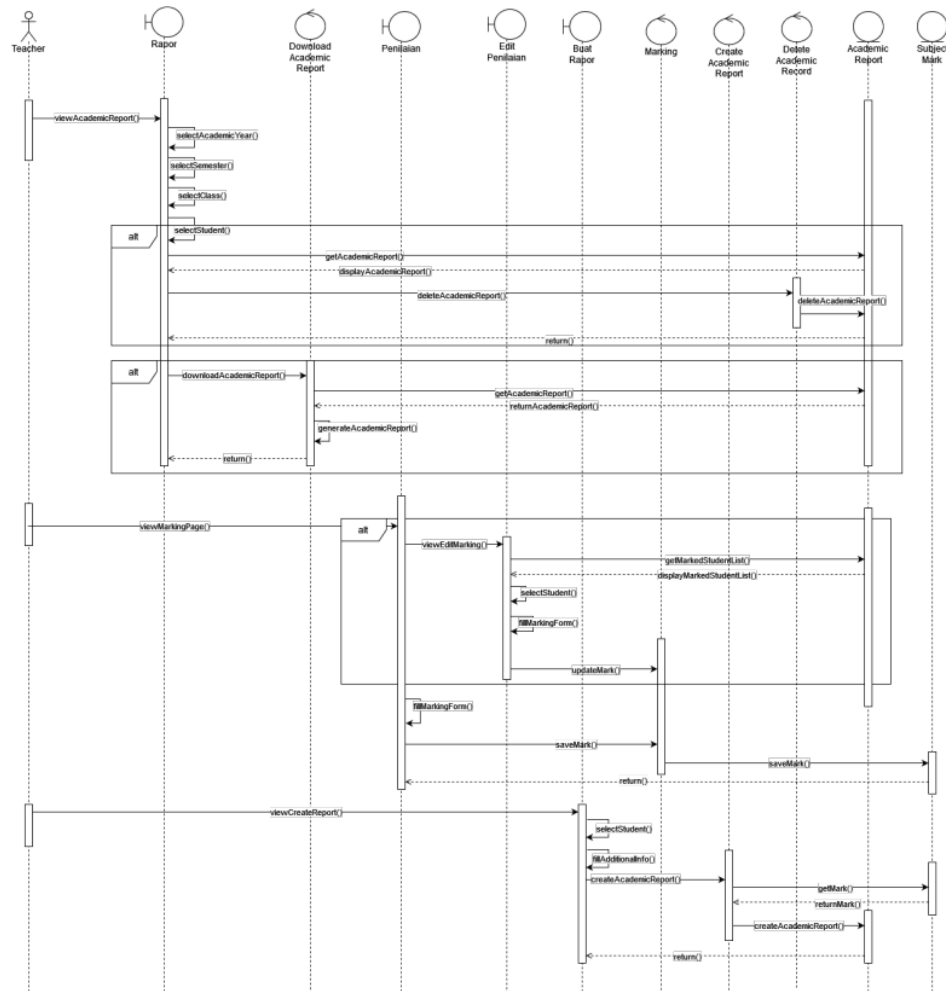 Teacher
Rapor
Download
Academic
Report
Penilaian
Edit
Penilaian
Buat
Rapor
Marking
Create
Academic
Report
Delete
Academic
Record
Academic
Report
Subject
Mark
viewAcademicReport()
selectAcademicYear()
selectSemester()
selectClass()
selectStudent()
alt
getAcademicReport()
displayAcademicReport()
deleteAcademicReport()
deleteAcademicReport()
return()
alt
downloadAcademicReport()
getAcademicReport()
returnAcademicReport()
generateAcademicReport()
return()
viewMarkingPage()
alt
viewEditMarking()
getMarkedStudentList()
displayMarkedStudentList()
selectStudent()
fillMarkingForm()
updateMark()
fillMarkingForm()
saveMark()
saveMark()
return()
viewCreateReport()
selectStudent()
fillAdditionalInfo()
createAcademicReport()
getMark()
returnMark()
createAcademicReport()
return()